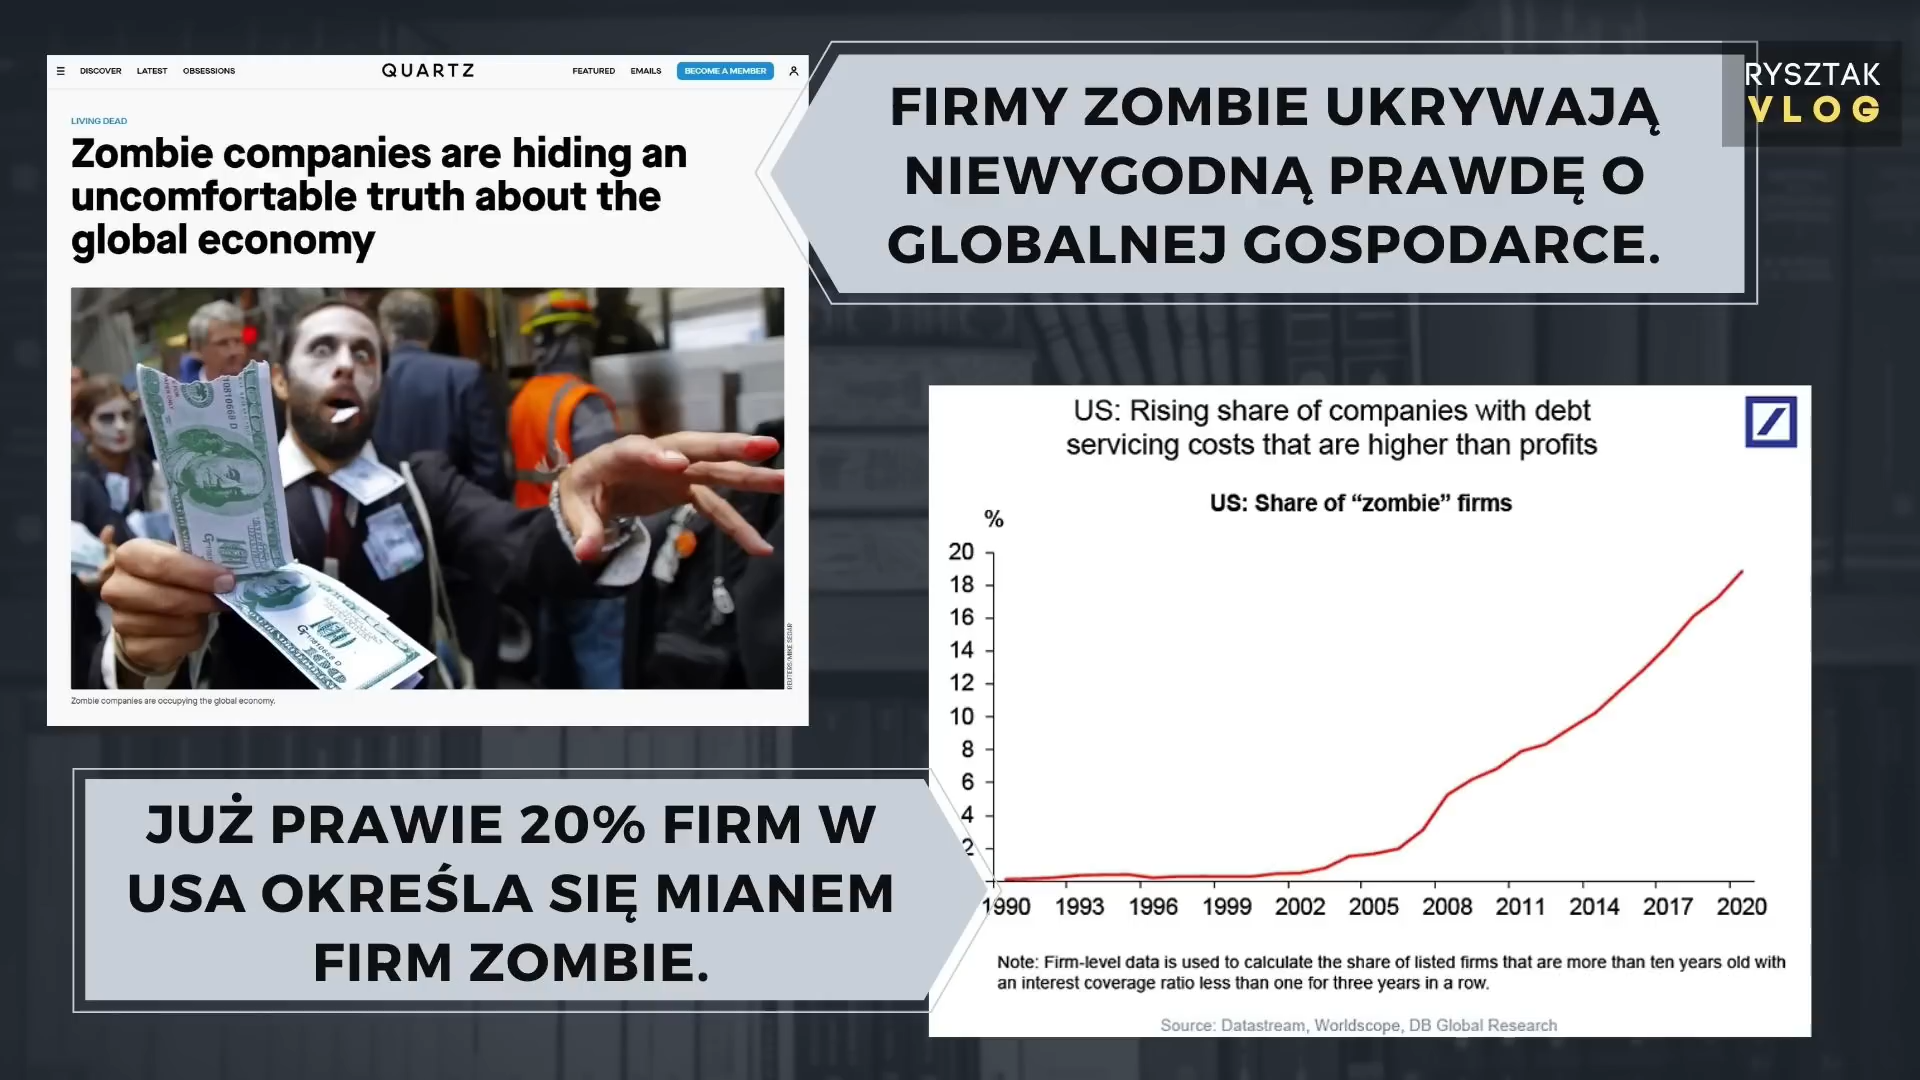 DISCOVER LATEST OBSESSIONS
QUARTZ
FEATURED EMAILS BECOME A MEMBER
LIVING DEAD
Zombie companies are hiding an
uncomfortable truth about the
global economy
REUTERS/MIKE SEGAR
Zombie companies are occupying the global economy.
FIRMY ZOMBIE UKRYWAJĄ
NIEWYGODNĄ PRAWDĘ O
GLOBALNEJ GOSPODARCE.
RYSZTAK
VLOG
US: Rising share of companies with debt
servicing costs that are higher than profits
US: Share of “zombie” firms
%
20
18
16
14
12
10
8
6
4
2
1990 1993 1996 1999 2002 2005 2008 2011 2014 2017 2020
Note: Firm-level data is used to calculate the share of listed firms that are more than ten years old with
an interest coverage ratio less than one for three years in a row.
Source: Datastream, Worldscope, DB Global Research
JUŻ PRAWIE 20% FIRM W
USA OKREŚLA SIĘ MIANEM
FIRM ZOMBIE.